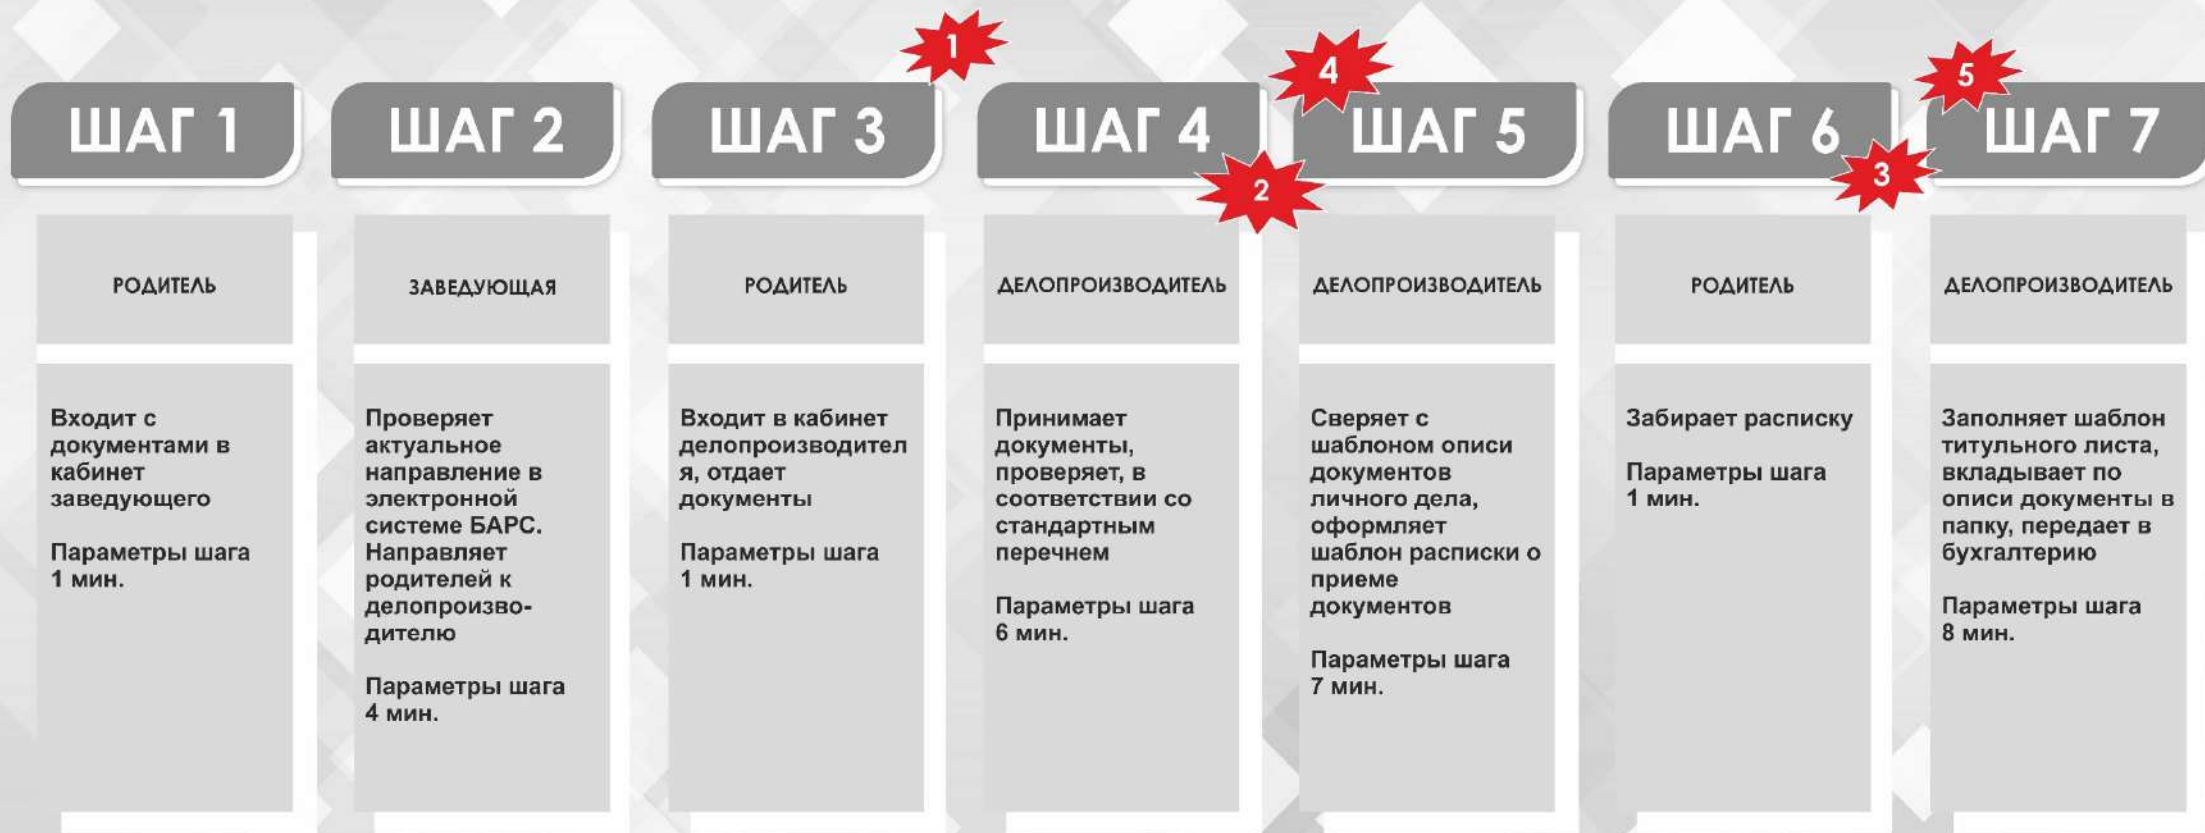 1
4
5
ШАГ 1
ШАГ 2
ШАГ 3
ШАГ 4
ШАГ 5
ШАГ 6
ШАГ 7
2
3
РОДИТЕЛЬ
ЗАВЕДУЮЩАЯ
РОДИТЕЛЬ
ДЕЛОПРОИЗВОДИТЕЛЬ
ДЕЛОПРОИЗВОДИТЕЛЬ
РОДИТЕЛЬ
ДЕЛОПРОИЗВОДИТЕЛЬ
Входит с
документами в
кабинет
заведующего
Параметры шага
1 мин.
Проверяет
актуальное
направление в
электронной
системе БАРС.
Направляет
родителей к
делопроизво-
дителю
Параметры шага
4 мин.
Входит в кабинет
делопроизводител
я, отдает
документы
Параметры шага
1 мин.
Принимает
документы,
проверяет, в
соответствии со
стандартным
перечнем
Параметры шага
6 мин.
Сверяет с
шаблоном описи
документов
личного дела,
оформляет
шаблон расписки о
приеме
документов
Параметры шага
7 мин.
Забирает расписку
Параметры шага
1 мин.
Заполняет шаблон
титульного листа,
вкладывает по
описи документы в
папку, передает в
бухгалтерию
Параметры шага
8 мин.